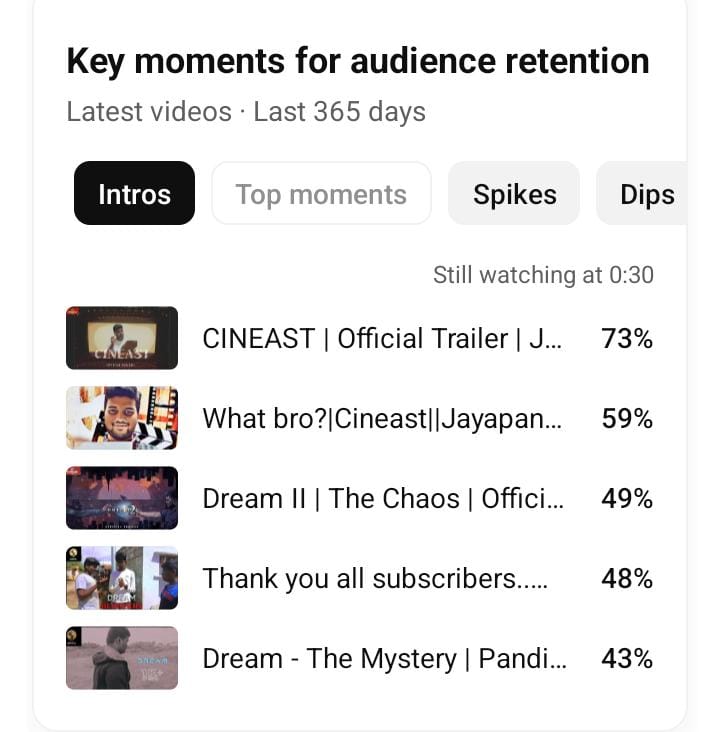 Key moments for audience retention
Latest videos · Last 365 days
Intros
Top moments
Spikes
Dips
Still watching at 0:30
CINEAST
CINEAST | Official Trailer | J...
73%
What bro?|Cineast||Jayapan...
59%
Dream II | The Chaos | Offici...
49%
DREAM
Thank you all subscribers.....
48%
DREAM
1K+
Dream - The Mystery | Pandi...
43%